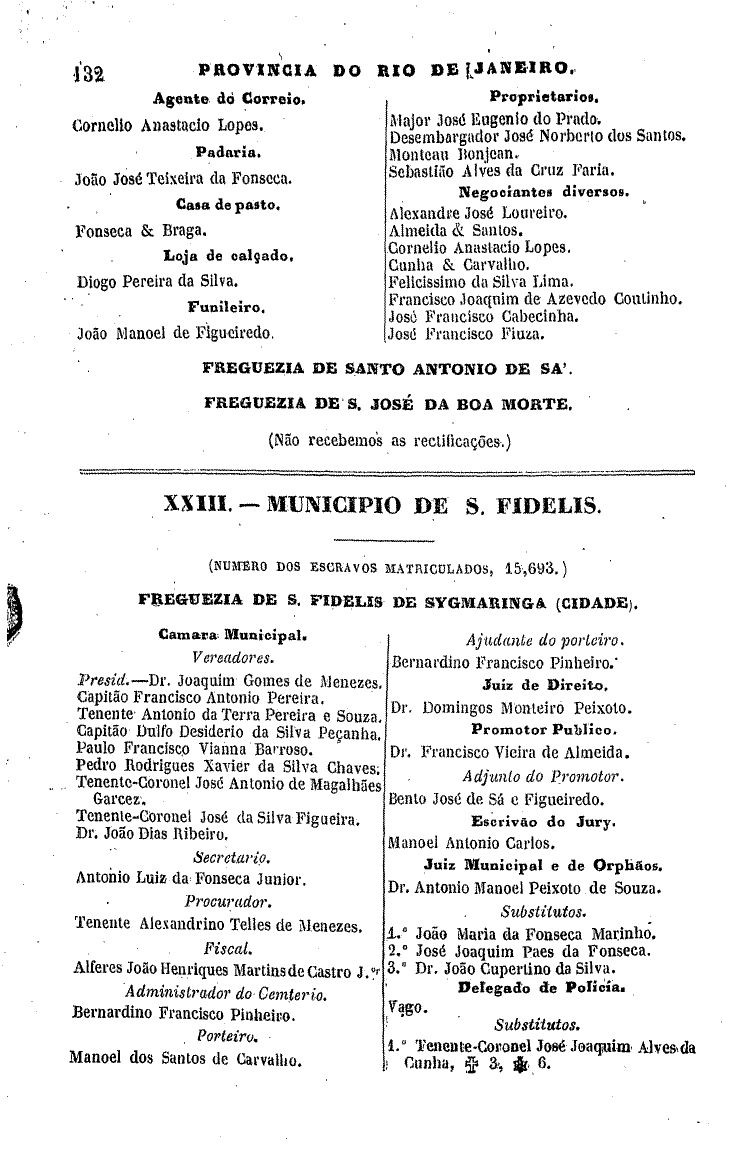 132 PROVINCIA DO RIO DE JANEIRO.
Agente do Correio.
Cornelio Anastacio Lopes.
Padaria.
João José Teixeira da Fonseca.
Casa de pasto.
Fonseca & Braga.
Loja de calçado.
Diogo Pereira da Silva.
Funileiro.
João Manoel de Figueiredo.
Proprietarios.
Major José Eugenio do Prado.
Desembargador José Norberto dos Santos.
Monteau Bonjean.
Sebastião Alves da Cruz Faria.
Negociantes diversos.
Alexandre José Loureiro.
Almeida & Santos.
Cornelio Anastacio Lopes.
Cunha & Carvalho.
Felicissimo da Silva Lima.
Francisco Joaquim de Azevedo Coutinho.
José Francisco Cabecinha.
José Francisco Fiuza.
FREGUEZIA DE SANTO ANTONIO DE SA'.
FREGUEZIA DE S. JOSÉ DA BOA MORTE.
(Não recebemos as rectificações.)
XXIII. — MUNICIPIO DE S. FIDELIS.
(NUMERO DOS ESCRAVOS MATRICULADOS, 15,693.)
FREGUEZIA DE S. FIDELIS DE SYGMARINGA (CIDADE).
Camara Municipal.
Vereadores.
Presid.—Dr. Joaquim Gomes de Menezes.
Capitão Francisco Antonio Pereira.
Tenente Antonio da Terra Pereira e Souza.
Capitão Dulfo Desiderio da Silva Peçanha.
Paulo Francisco Vianna Barroso.
Pedro Rodrigues Xavier da Silva Chaves.
Tenente-Coronel José Antonio de Magalhães
Garcez.
Tenente-Coronel José da Silva Figueira.
Dr. João Dias Ribeiro.
Secretario.
Antonio Luiz da Fonseca Junior.
Procurador.
Tenente Alexandrino Telles de Menezes.
Fiscal.
Alferes João Henriques Martins de Castro J.or
Administrador do Cemterio.
Bernardino Francisco Pinheiro.
Porteiro.
Manoel dos Santos de Carvalho.
Ajudante do porteiro.
Bernardino Francisco Pinheiro.
Juiz de Direito.
Dr. Domingos Monteiro Peixoto.
Promotor Publico.
Dr. Francisco Vieira de Almeida.
Adjunto do Promotor.
Bento José de Sá e Figueiredo.
Escrivão do Jury.
Manoel Antonio Carlos.
Juiz Municipal e de Orphãos.
Dr. Antonio Manoel Peixoto de Souza.
Substitutos.
1.º João Maria da Fonseca Marinho.
2.º José Joaquim Paes da Fonseca.
3.º Dr. João Cupertino da Silva.
Delegado de Policia.
Vago.
Substitutos.
1.º Tenente-Coronel José Joaquim Alves da
Cunha, ✠ 3, 6.